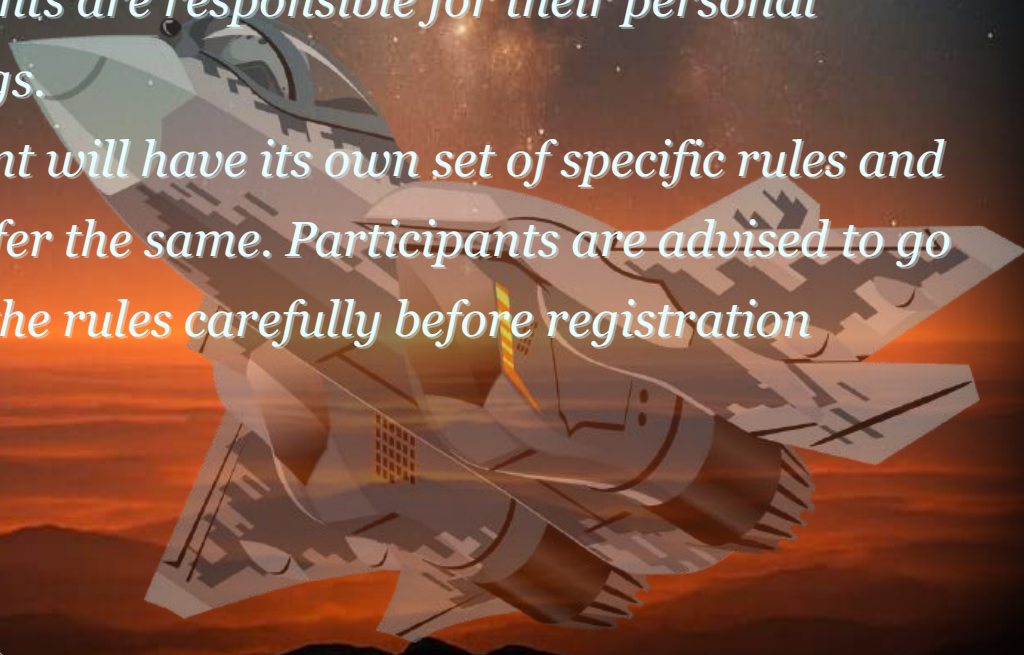 nts are responsible for their personal
gs.
nt will have its own set of specific rules and
fer the same. Participants are advised to go
he rules carefully before registration